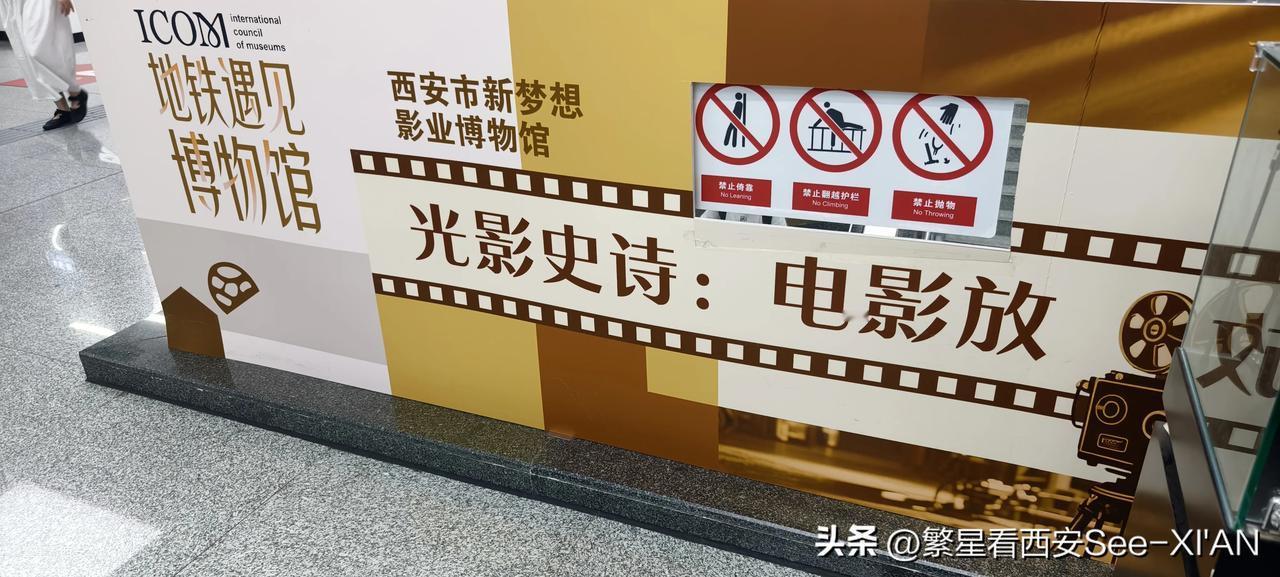 ICOM international
council
of museums
地铁遇见
博物馆
西安市新梦想
影业博物馆
光影史诗：电影放
禁止倚靠
No Leaning
禁止翻越护栏
No Climbing
禁止抛物
No Throwing
头条 @繁星看西安See-XI'AN